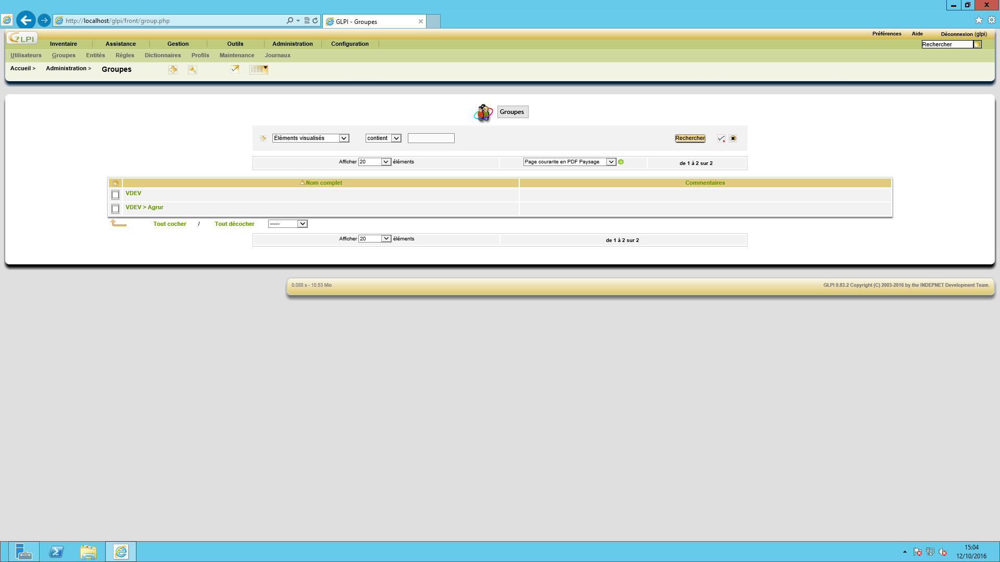 http://localhost/glpi/front/group.php
GLPI - Groupes
Préférences Aide Déconnexion (glpi)
GLPI
Inventaire Assistance Gestion Outils Administration Configuration
Rechercher
Utilisateurs Groupes Entités Règles Dictionnaires Profils Maintenance Journaux
Accueil > Administration > Groupes
Groupes
Éléments visualisés contient Rechercher
Afficher 20 éléments Page courante en PDF Paysage de 1 à 2 sur 2
Nom complet Commentaires
VDEV
VDEV > Agrur
Tout cocher / Tout décocher -----
Afficher 20 éléments de 1 à 2 sur 2
0.088 s - 10.53 Mio GLPI 0.83.2 Copyright (C) 2003-2016 by the INDEPNET Development Team.
15:04
12/10/2016